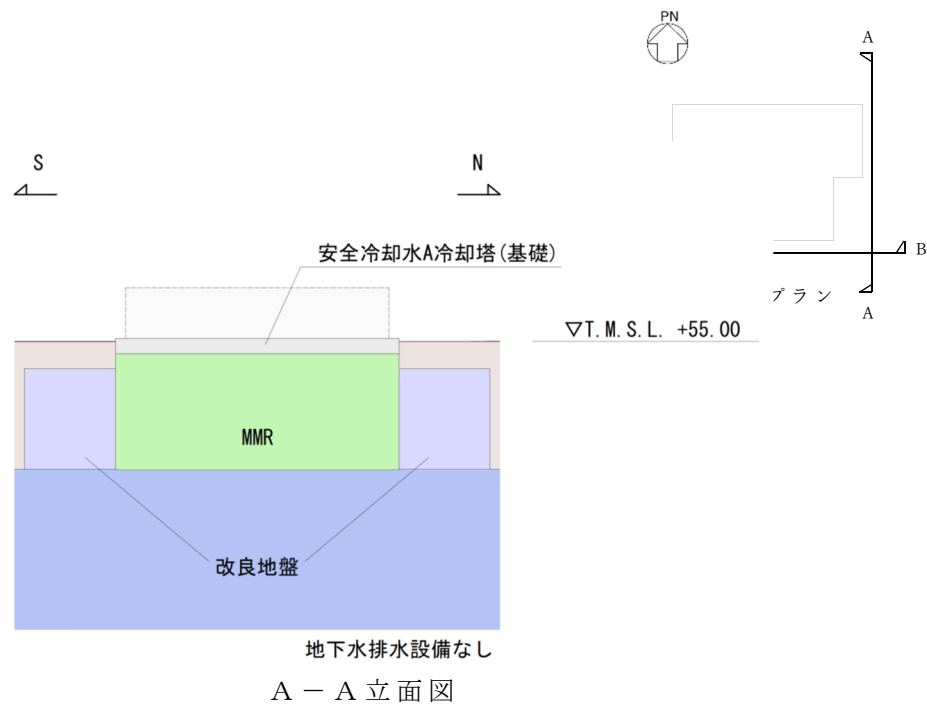 PN
A
S
N
安全冷却水A冷却塔(基礎)
B
プラン
A
▽T.M.S.L. +55.00
MMR
改良地盤
地下水排水設備なし
A－A立面図